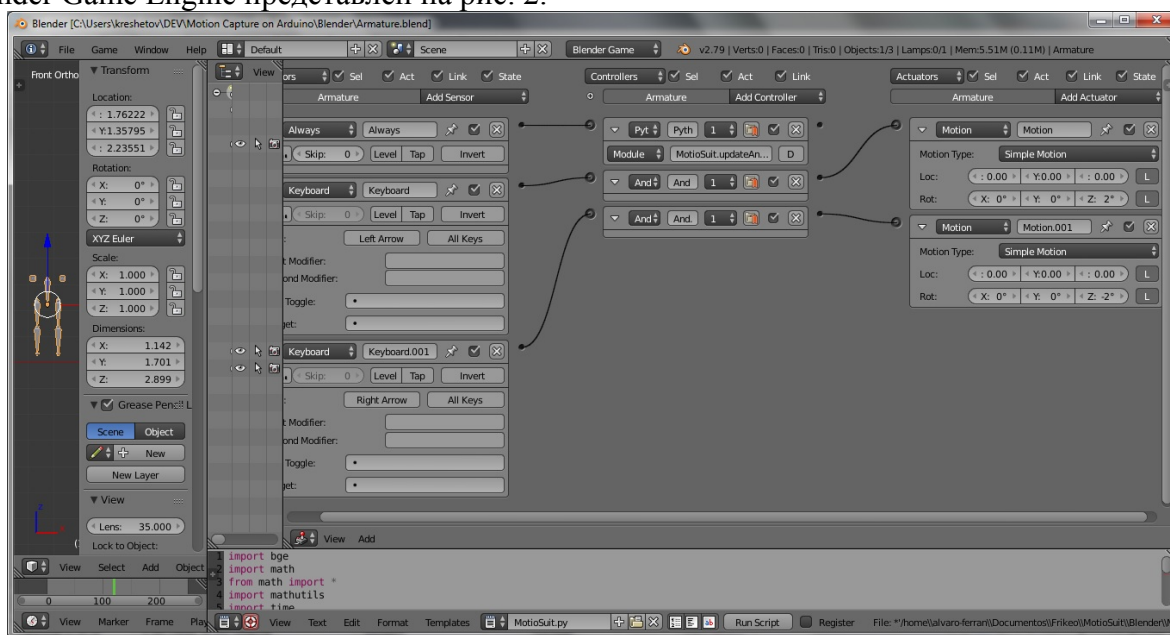 nder Game Engine представлен на рис. 2.
Blender [C:\Users\kreshetov\DEV\Motion Capture on Arduino\Blender\Armature.blend]
File Game Window Help Default Scene Blender Game v2.79 | Verts:0 | Faces:0 | Tris:0 | Objects:1/3 | Lamps:0/1 | Mem:5.51M (0.11M) | Armature
Front Ortho
Transform
Location:
: 1.76222
Y:1.35795
: 2.23551
Rotation:
X: 0°
Y: 0°
Z: 0°
XYZ Euler
Scale:
X: 1.000
Y: 1.000
Z: 1.000
Dimensions:
X: 1.142
Y: 1.701
Z: 2.899
Grease Pencil L
Scene Object
New
New Layer
View
Lens: 35.000
Lock to Object:
View
ors Sel Act Link State
Armature Add Sensor
Always Always
Skip: 0 Level Tap Invert
Keyboard Keyboard
Skip: 0 Level Tap Invert
: Left Arrow All Keys
t Modifier:
ond Modifier:
Toggle:
get:
Keyboard Keyboard.001
Skip: 0 Level Tap Invert
: Right Arrow All Keys
t Modifier:
ond Modifier:
Toggle:
get:
Controllers Sel Act Link
Armature Add Controller
Pyt Pyth 1
Module MotioSuit.updateAn... D
And And 1
And And. 1
Actuators Sel Act Link State
Armature Add Actuator
Motion Motion
Motion Type: Simple Motion
Loc: : 0.00 Y:0.00 : 0.00 L
Rot: X: 0° Y: 0° Z: 2° L
Motion Motion.001
Motion Type: Simple Motion
Loc: : 0.00 Y:0.00 : 0.00 L
Rot: X: 0° Y: 0° Z: -2° L
View Add
1 import bge
2 import math
3 from math import *
4 import mathutils
5 import time
View Select Add Object
0 100 200
View Marker Frame Play
View Text Edit Format Templates MotioSuit.py Run Script Register File: *"/home\\alvaro-ferran\\Documentos\\Frikeo\\MotioSuit\\Blender\\